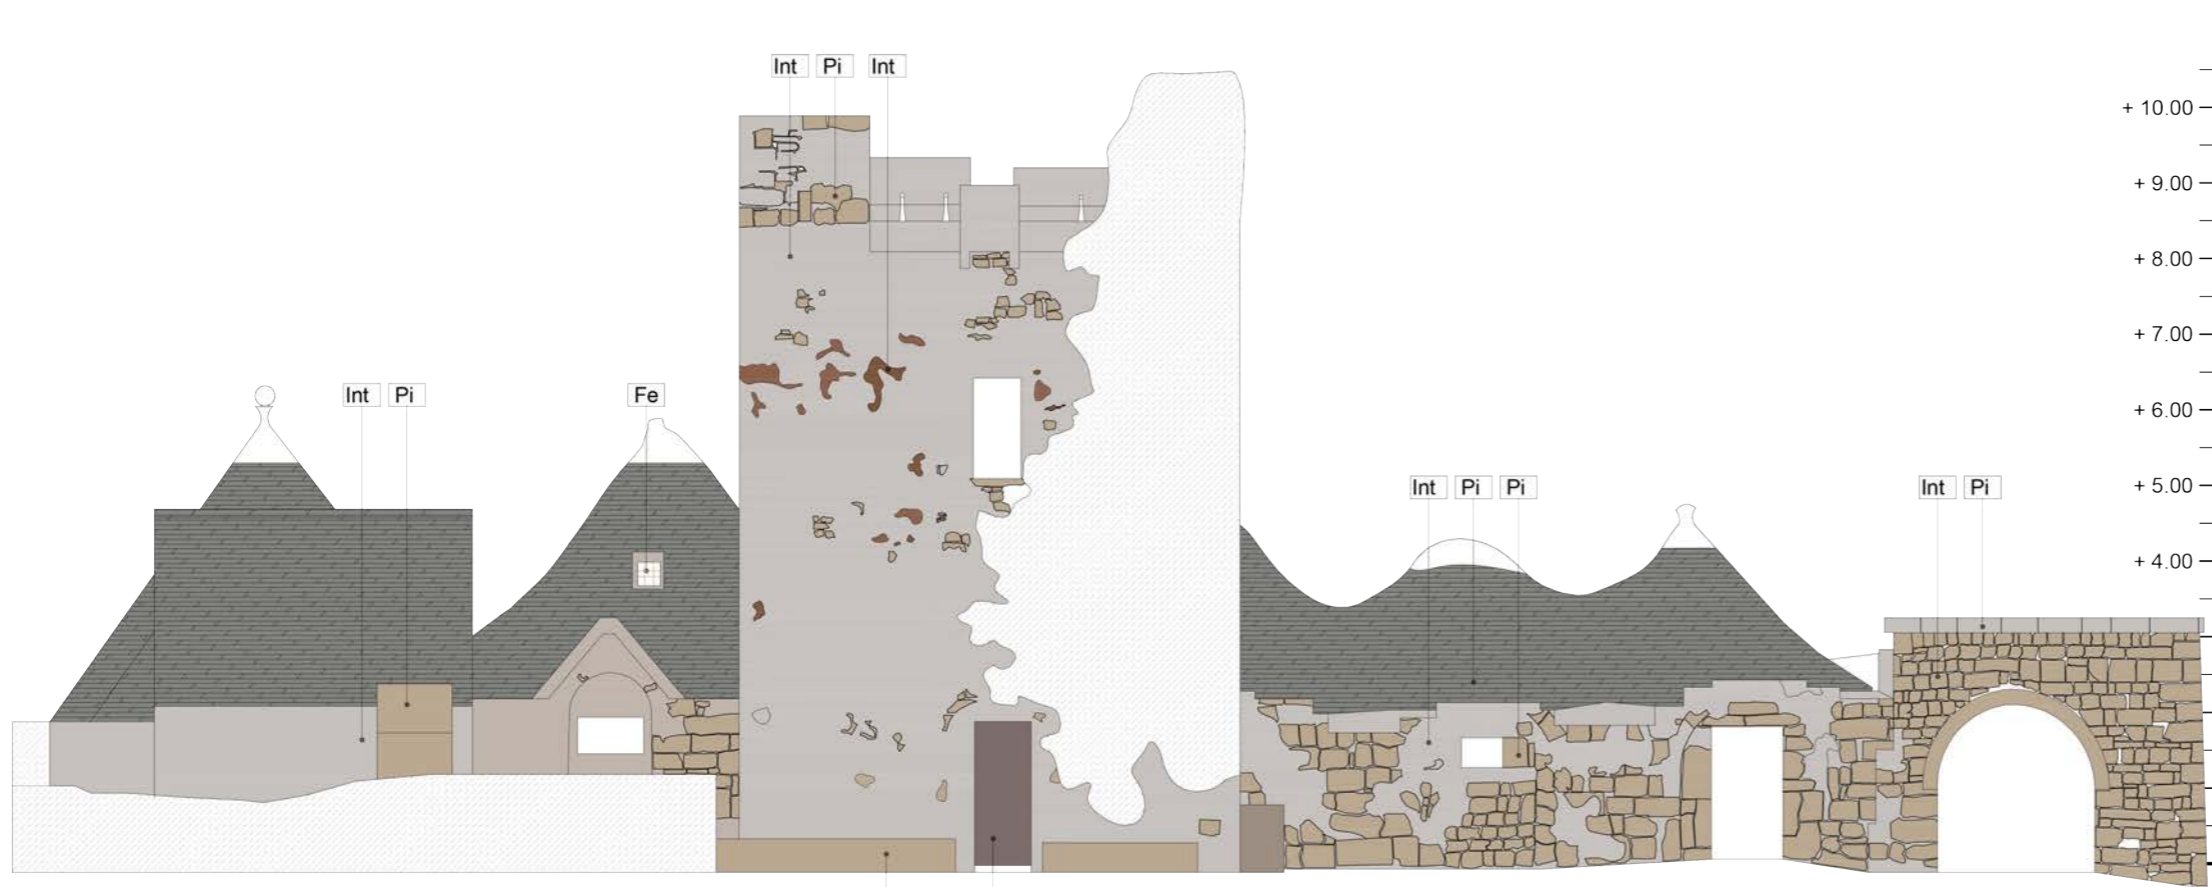 Int Pi Int
+ 10.00
+ 9.00
+ 8.00
+ 7.00
Int Pi Fe
+ 6.00
Int Pi Pi Int Pi
+ 5.00
+ 4.00